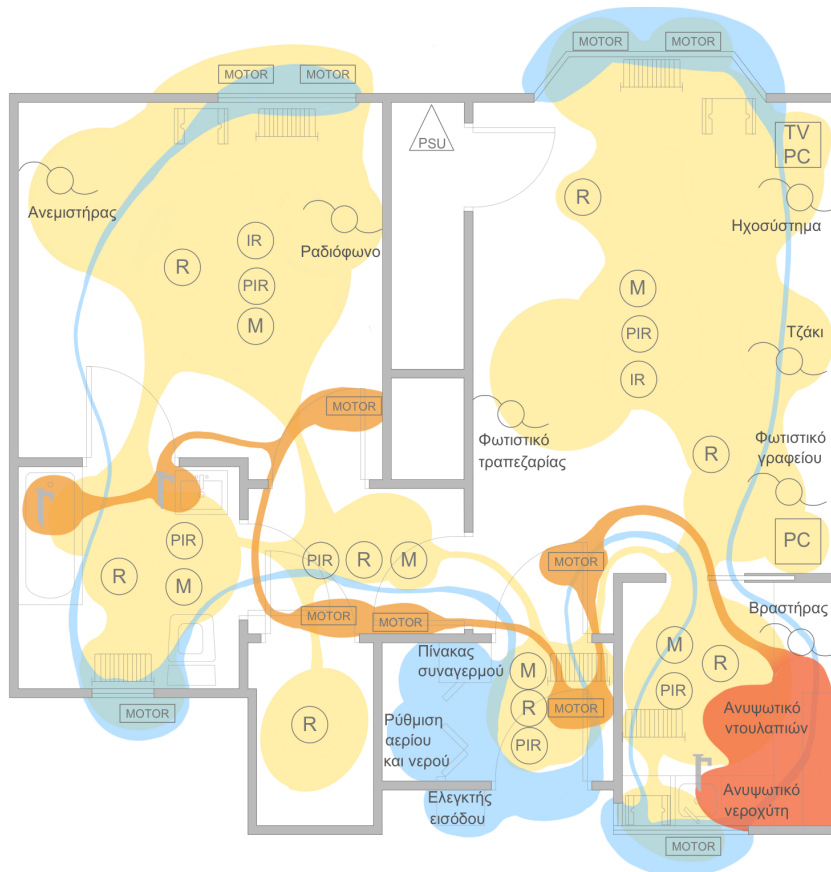 MOTOR MOTOR
MOTOR MOTOR
PSU
TV
PC
Ανεμιστήρας
R
Ηχοσύστημα
Ραδιόφωνο
IR
R
PIR
M
M
PIR
IR
Τζάκι
MOTOR
Φωτιστικό
τραπεζαρίας
R
Φωτιστικό
γραφείου
PIR
R
M
PIR
R
M
MOTOR
PC
MOTOR
MOTOR
Βραστήρας
Πίνακας
συναγερμού
M
R
PIR
MOTOR
M
R
PIR
Ανυψωτικό
ντουλαπιών
MOTOR
R
Ρύθμιση
αερίου
και νερού
Ελεγκτής
εισόδου
Ανυψωτικό
νεροχύτη
MOTOR